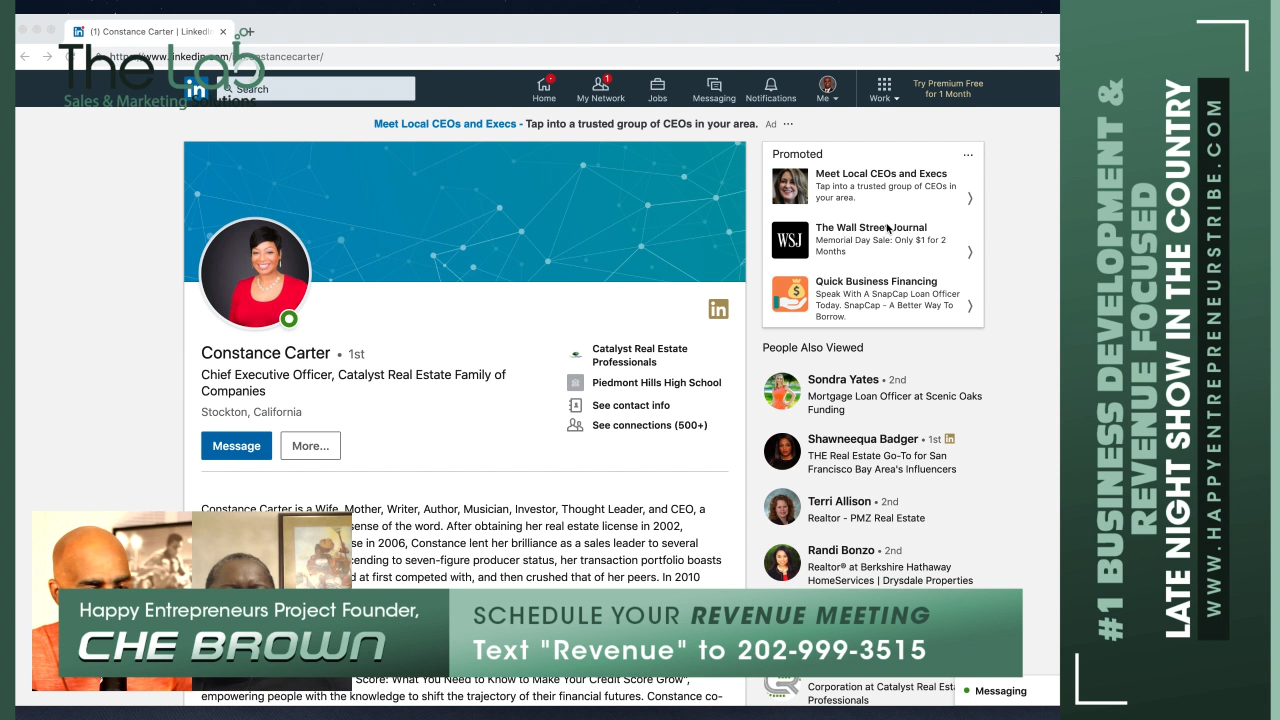 (1) Constance Carter | LinkedIn
https://www.linkedin.com/in/constancecarter/
The Lab
Sales & Marketing Solutions
Search
Home
My Network
1
Jobs
Messaging
Notifications
Me
Work
Try Premium Free
for 1 Month
Meet Local CEOs and Execs - Tap into a trusted group of CEOs in your area. Ad ...
in
Constance Carter • 1st
Chief Executive Officer, Catalyst Real Estate Family of
Companies
Stockton, California
Message
More...
Catalyst Real Estate
Professionals
Piedmont Hills High School
See contact info
See connections (500+)
Constance Carter is a Wife, Mother, Writer, Author, Musician, Investor, Thought Leader, and CEO, a
sense of the word. After obtaining her real estate license in 2002,
se in 2006, Constance lent her brilliance as a sales leader to several
cending to seven-figure producer status, her transaction portfolio boasts
d at first competed with, and then crushed that of her peers. In 2010
Score: What You Need to Know to Make Your Credit Score Grow",
empowering people with the knowledge to shift the trajectory of their financial futures. Constance co-
Promoted
...
Meet Local CEOs and Execs
Tap into a trusted group of CEOs in
your area.
WSJ
The Wall Street Journal
Memorial Day Sale: Only $1 for 2
Months
Quick Business Financing
Speak With A SnapCap Loan Officer
Today. SnapCap - A Better Way To
Borrow.
People Also Viewed
Sondra Yates • 2nd
Mortgage Loan Officer at Scenic Oaks
Funding
Shawneequa Badger • 1st in
THE Real Estate Go-To for San
Francisco Bay Area's Influencers
Terri Allison • 2nd
Realtor - PMZ Real Estate
Randi Bonzo • 2nd
Realtor® at Berkshire Hathaway
HomeServices | Drysdale Properties
Corporation at Catalyst Real Est
Professionals
Messaging
Happy Entrepreneurs Project Founder,
CHE BROWN
SCHEDULE YOUR REVENUE MEETING
Text "Revenue" to 202-999-3515
#1 BUSINESS DEVELOPMENT &
REVENUE FOCUSED
LATE NIGHT SHOW IN THE COUNTRY
WWW.HAPPYENTREPRENEURSTRIBE.COM